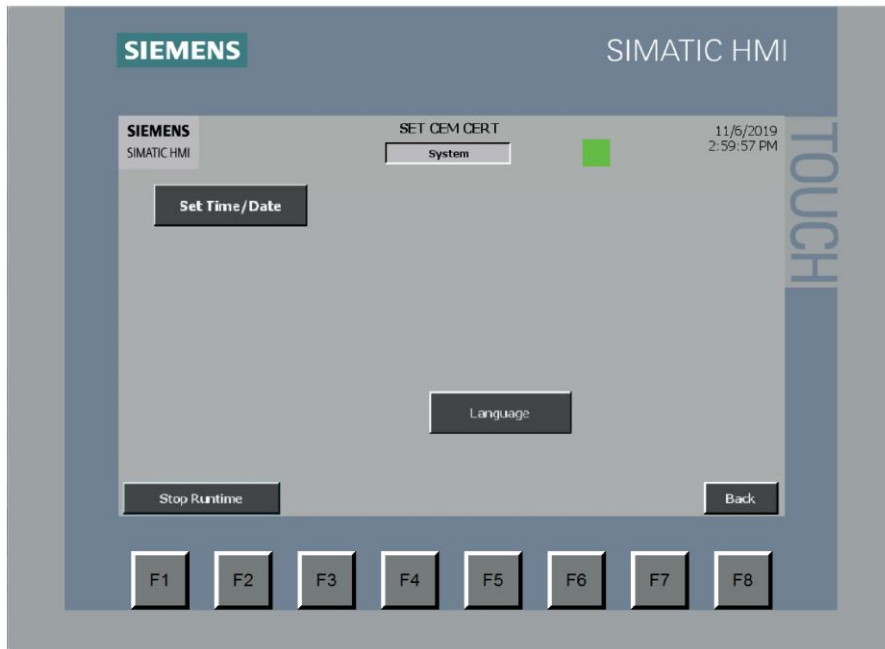 SIEMENS
SIMATIC HMI
TOUCH
SIEMENS
SIMATIC HMI
SET CEM CERT
System
11/6/2019
2:59:57 PM
Set Time/Date
Language
Stop Runtime
Back
F1 F2 F3 F4 F5 F6 F7 F8